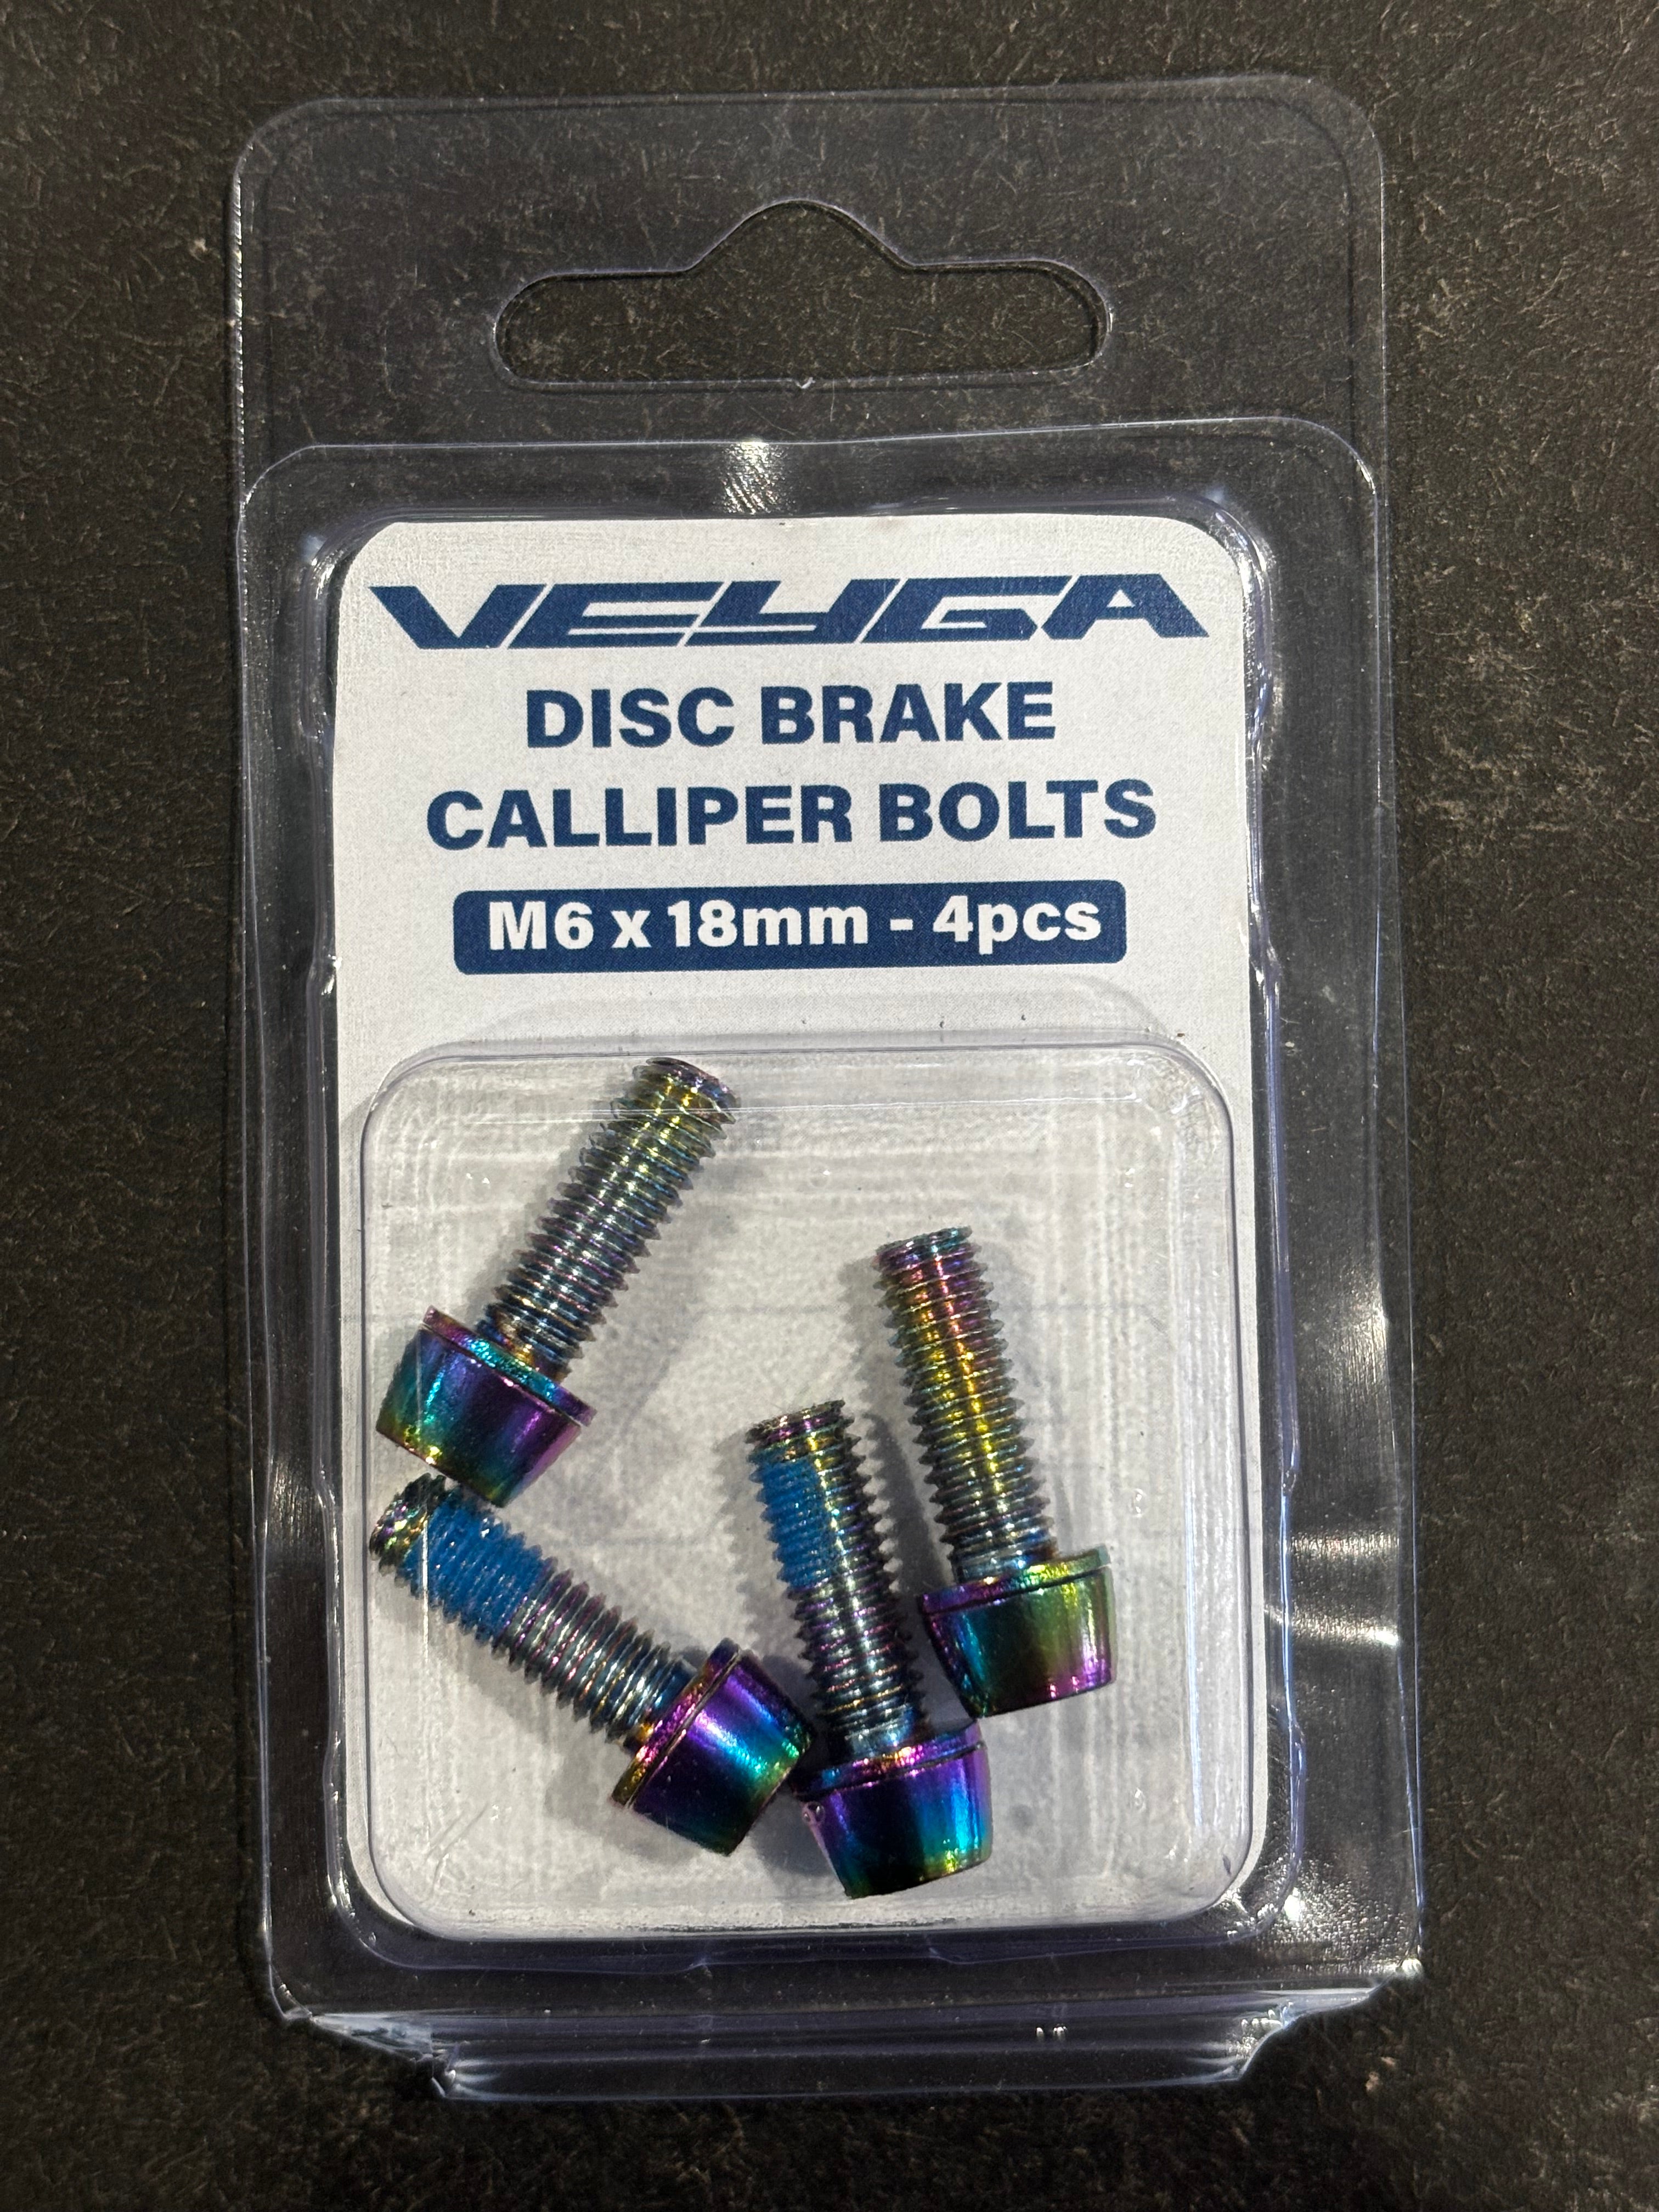 VEYGA
DISC BRAKE
CALLIPER BOLTS
M6 x 18mm - 4pcs